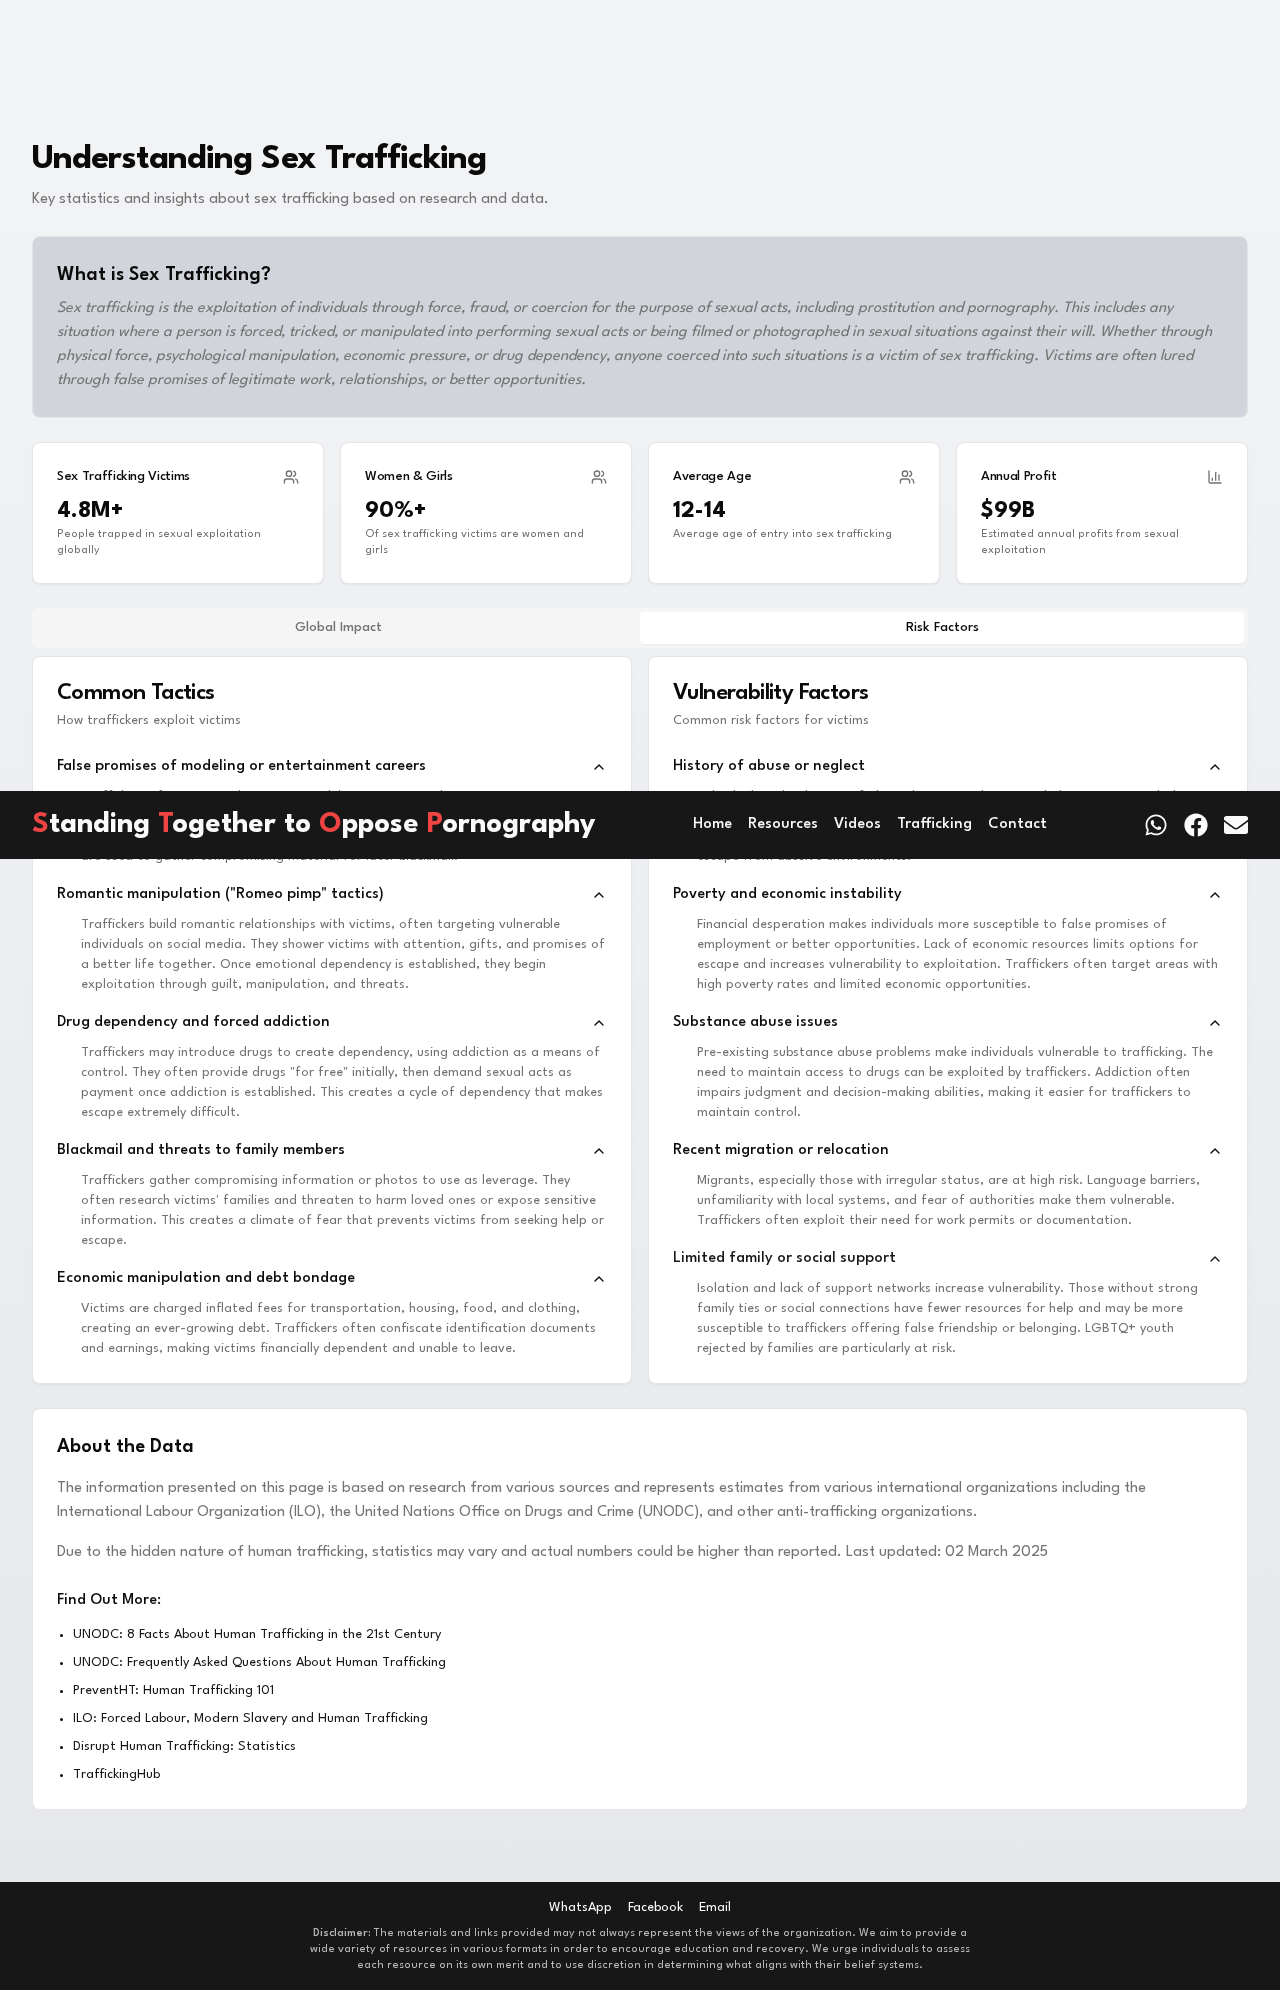 Understanding Sex Trafficking
Key statistics and insights about sex trafficking based on research and data.
What is Sex Trafficking?
Sex trafficking is the exploitation of individuals through force, fraud, or coercion for the purpose of sexual acts, including prostitution and pornography. This includes any
situation where a person is forced, tricked, or manipulated into performing sexual acts or being filmed or photographed in sexual situations against their will. Whether through
physical force, psychological manipulation, economic pressure, or drug dependency, anyone coerced into such situations is a victim of sex trafficking. Victims are often lured
through false promises of legitimate work, relationships, or better opportunities.
Sex Trafficking Victims
4.8M+
People trapped in sexual exploitation
globally
Women & Girls
90%+
Of sex trafficking victims are women and
girls
Average Age
12-14
Average age of entry into sex trafficking
Annual Profit
$99B
Estimated annual profits from sexual
exploitation
Global Impact
Risk Factors
Common Tactics
How traffickers exploit victims
False promises of modeling or entertainment careers
Vulnerability Factors
Common risk factors for victims
History of abuse or neglect
Standing Together to Oppose Pornography
Home Resources Videos Trafficking Contact
Romantic manipulation ("Romeo pimp" tactics)
Traffickers build romantic relationships with victims, often targeting vulnerable
individuals on social media. They shower victims with attention, gifts, and promises of
a better life together. Once emotional dependency is established, they begin
exploitation through guilt, manipulation, and threats.
Drug dependency and forced addiction
Traffickers may introduce drugs to create dependency, using addiction as a means of
control. They often provide drugs "for free" initially, then demand sexual acts as
payment once addiction is established. This creates a cycle of dependency that makes
escape extremely difficult.
Blackmail and threats to family members
Traffickers gather compromising information or photos to use as leverage. They
often research victims' families and threaten to harm loved ones or expose sensitive
information. This creates a climate of fear that prevents victims from seeking help or
escape.
Economic manipulation and debt bondage
Victims are charged inflated fees for transportation, housing, food, and clothing,
creating an ever-growing debt. Traffickers often confiscate identification documents
and earnings, making victims financially dependent and unable to leave.
Poverty and economic instability
Financial desperation makes individuals more susceptible to false promises of
employment or better opportunities. Lack of economic resources limits options for
escape and increases vulnerability to exploitation. Traffickers often target areas with
high poverty rates and limited economic opportunities.
Substance abuse issues
Pre-existing substance abuse problems make individuals vulnerable to trafficking. The
need to maintain access to drugs can be exploited by traffickers. Addiction often
impairs judgment and decision-making abilities, making it easier for traffickers to
maintain control.
Recent migration or relocation
Migrants, especially those with irregular status, are at high risk. Language barriers,
unfamiliarity with local systems, and fear of authorities make them vulnerable.
Traffickers often exploit their need for work permits or documentation.
Limited family or social support
Isolation and lack of support networks increase vulnerability. Those without strong
family ties or social connections have fewer resources for help and may be more
susceptible to traffickers offering false friendship or belonging. LGBTQ+ youth
rejected by families are particularly at risk.
About the Data
The information presented on this page is based on research from various sources and represents estimates from various international organizations including the
International Labour Organization (ILO), the United Nations Office on Drugs and Crime (UNODC), and other anti-trafficking organizations.
Due to the hidden nature of human trafficking, statistics may vary and actual numbers could be higher than reported. Last updated: 02 March 2025
Find Out More:
• UNODC: 8 Facts About Human Trafficking in the 21st Century
• UNODC: Frequently Asked Questions About Human Trafficking
• PreventHT: Human Trafficking 101
• ILO: Forced Labour, Modern Slavery and Human Trafficking
• Disrupt Human Trafficking: Statistics
• TraffickingHub
WhatsApp Facebook Email
Disclaimer: The materials and links provided may not always represent the views of the organization. We aim to provide a
wide variety of resources in various formats in order to encourage education and recovery. We urge individuals to assess
each resource on its own merit and to use discretion in determining what aligns with their belief systems.